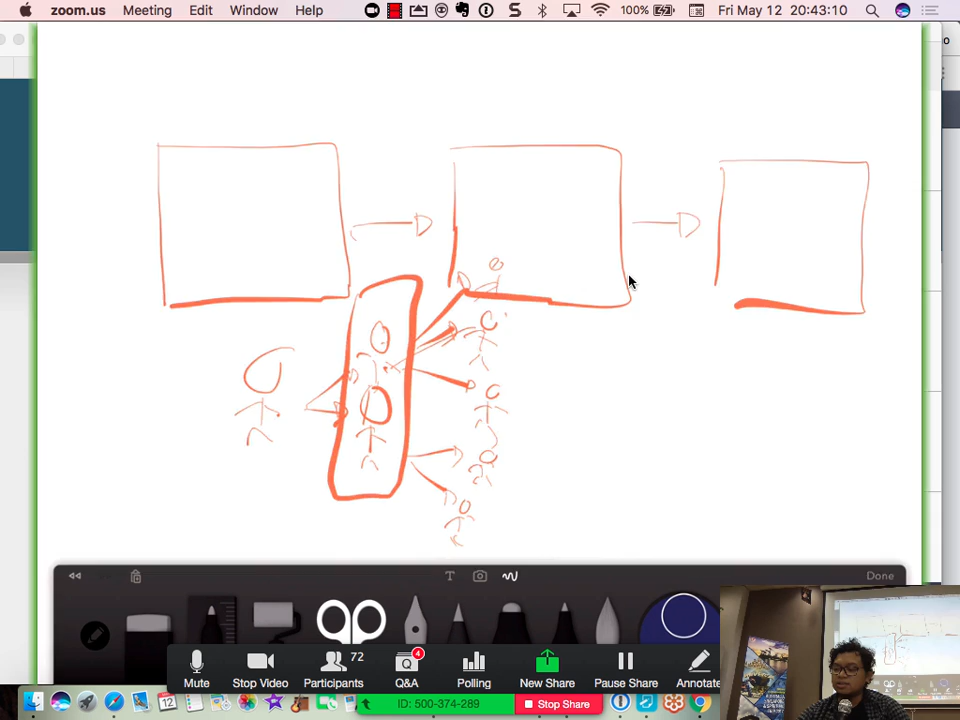 zoom.us Meeting Edit Window Help 100% Fri May 12 20:43:10
T Done
72 4
Mute Stop Video Participants Q&A Polling New Share Pause Share Annotate
ID: 500-374-289 Stop Share